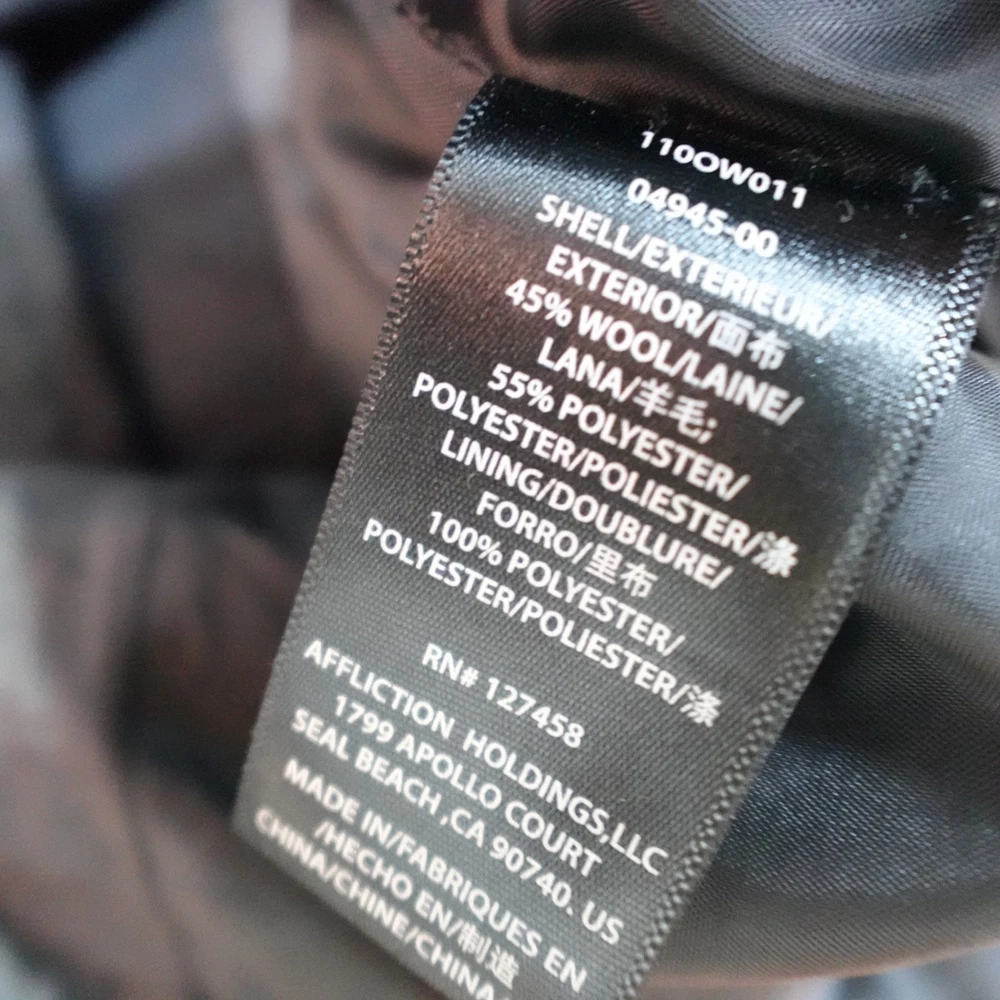 110OW011
04945-00
SHELL/EXTERIEUR/
EXTERIOR/面布
45% WOOL/LAINE/
LANA/羊毛;
55% POLYESTER/
POLYESTER/POLIESTER/涤
LINING/DOUBLURE/
FORRO/里布
100% POLYESTER/
POLYESTER/POLIESTER/涤
RN# 127458
AFFLICTION HOLDINGS,LLC
1799 APOLLO COURT
SEAL BEACH ,CA 90740. US
MADE IN/FABRIQUES EN
/HECHO EN/制造
CHINA/CHINE/CHINA/